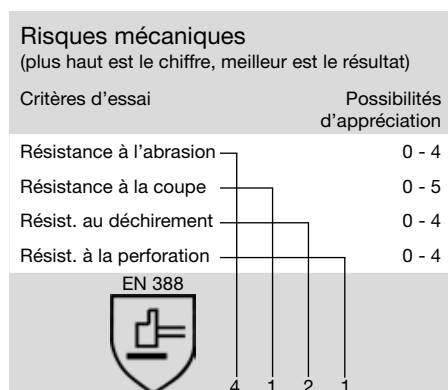 Risques mécaniques
(plus haut est le chiffre, meilleur est le résultat)
Critères d'essai Possibilités
d'appréciation
Résistance à l'abrasion 0 - 4
Résistance à la coupe 0 - 5
Résist. au déchirement 0 - 4
Résist. à la perforation 0 - 4
EN 388
4 1 2 1